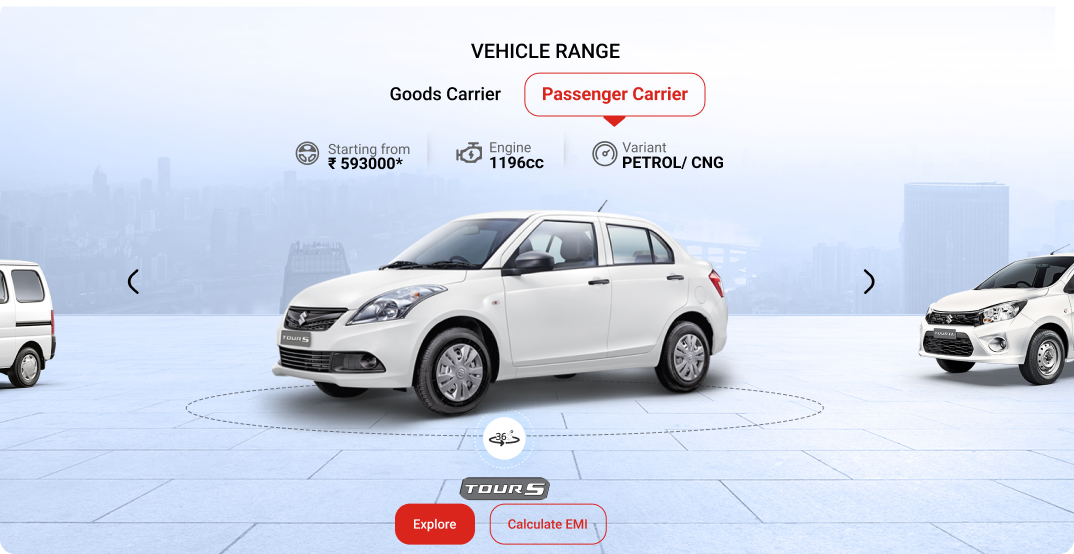 VEHICLE RANGE
Goods Carrier
Passenger Carrier
Starting from
₹ 593000*
Engine
1196cc
Variant
PETROL/ CNG
TOUR S
36°
TOUR S
Explore
Calculate EMI